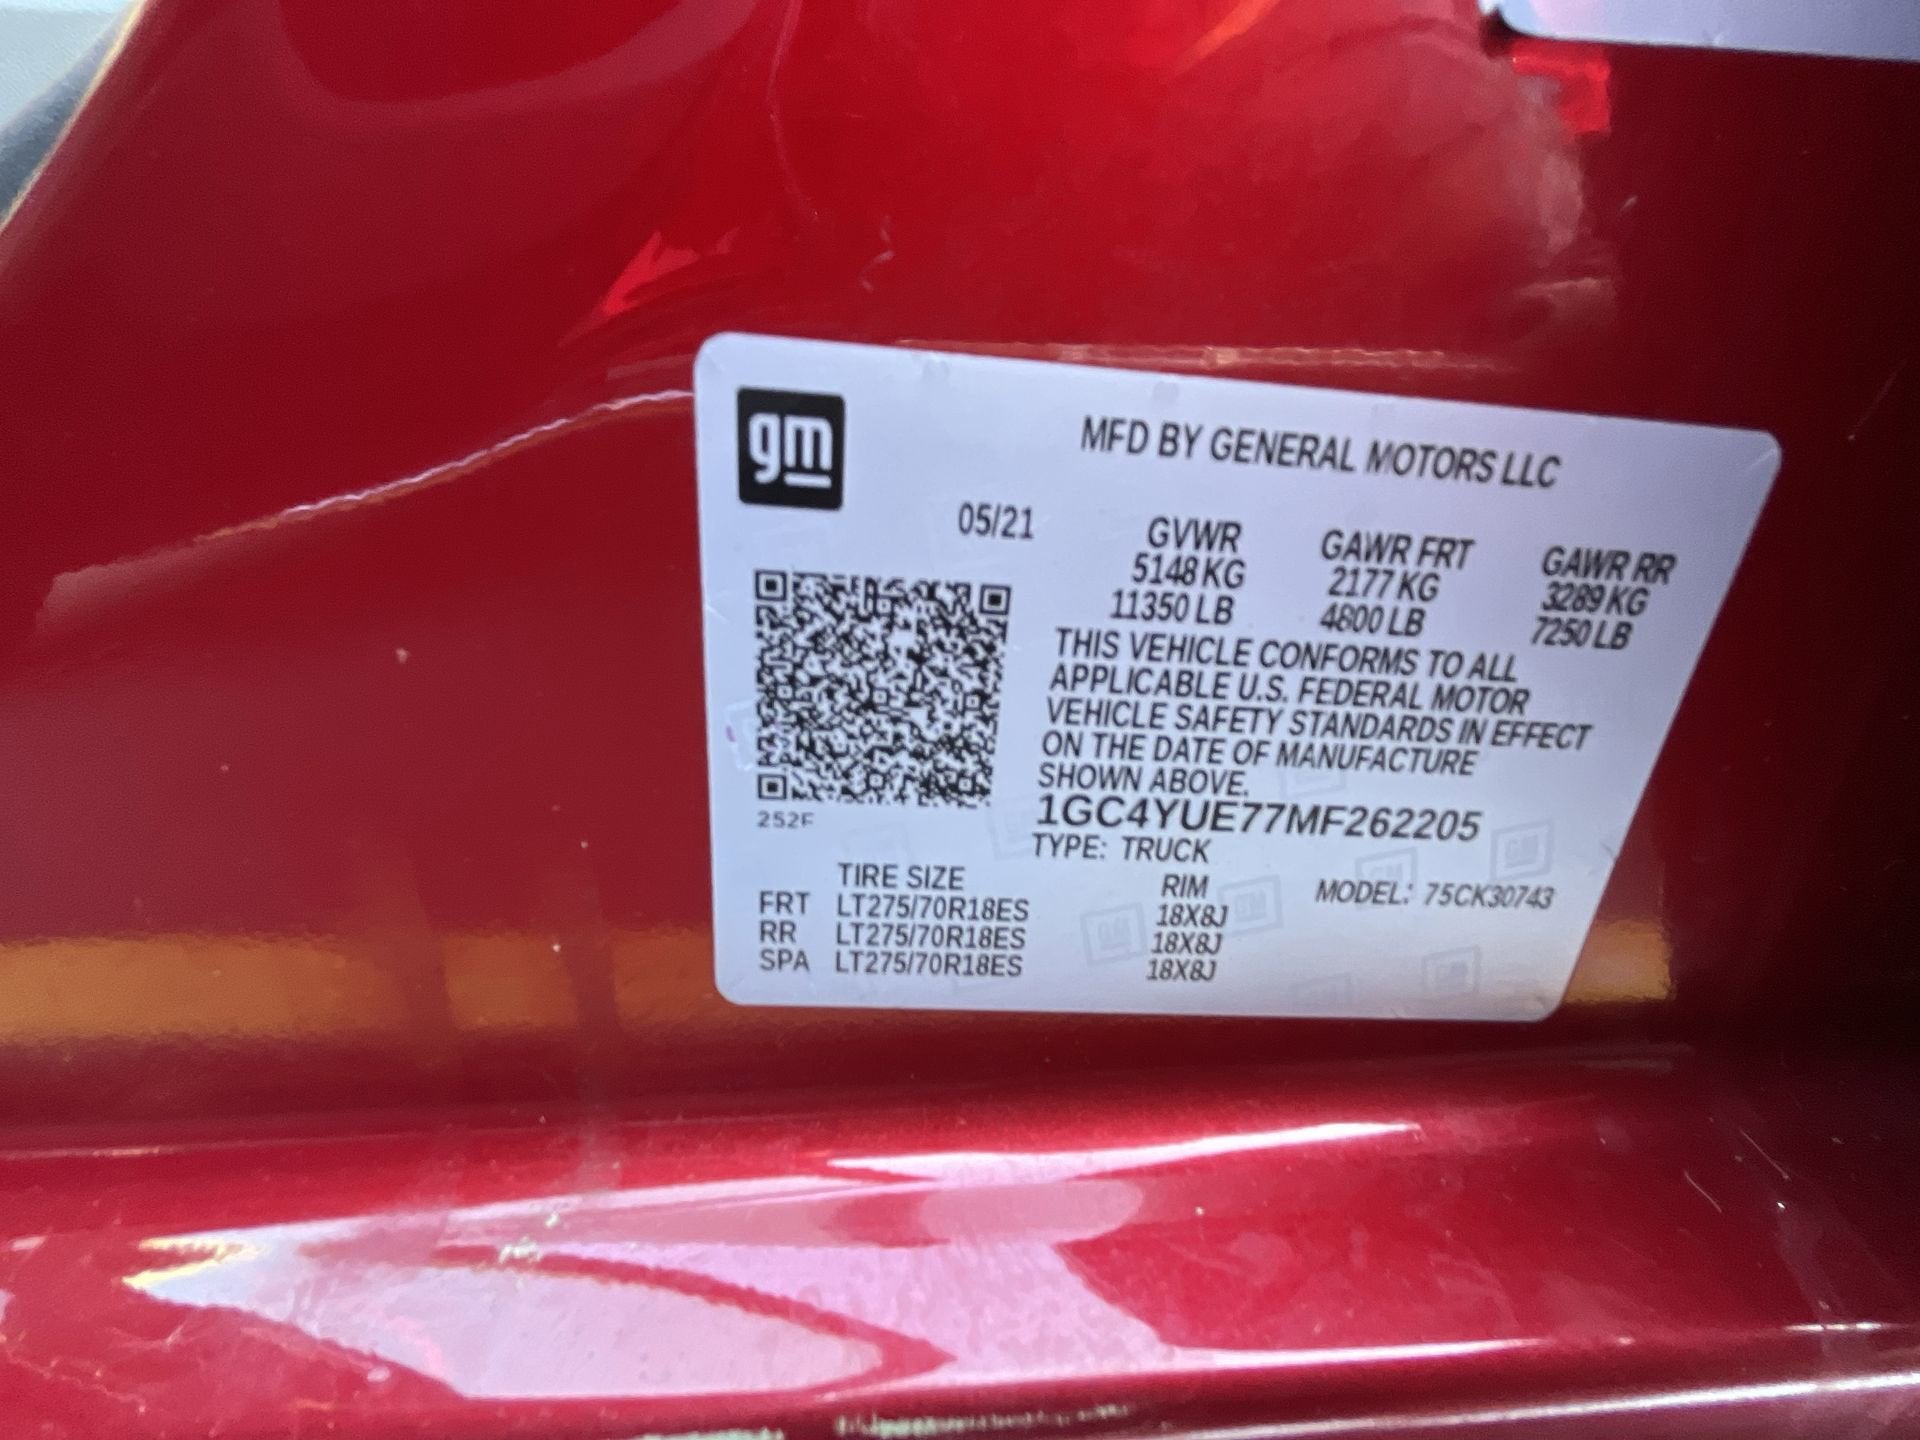 gm
MFD BY GENERAL MOTORS LLC
05/21
GVWR GAWR FRT GAWR RR
5148 KG 2177 KG 3289 KG
11350 LB 4800 LB 7250 LB
THIS VEHICLE CONFORMS TO ALL
APPLICABLE U.S. FEDERAL MOTOR
VEHICLE SAFETY STANDARDS IN EFFECT
ON THE DATE OF MANUFACTURE
SHOWN ABOVE.
1GC4YUE77MF262205
252F
TYPE: TRUCK
TIRE SIZE RIM MODEL: 75CK30743
FRT LT275/70R18ES 18X8J
RR LT275/70R18ES 18X8J
SPA LT275/70R18ES 18X8J